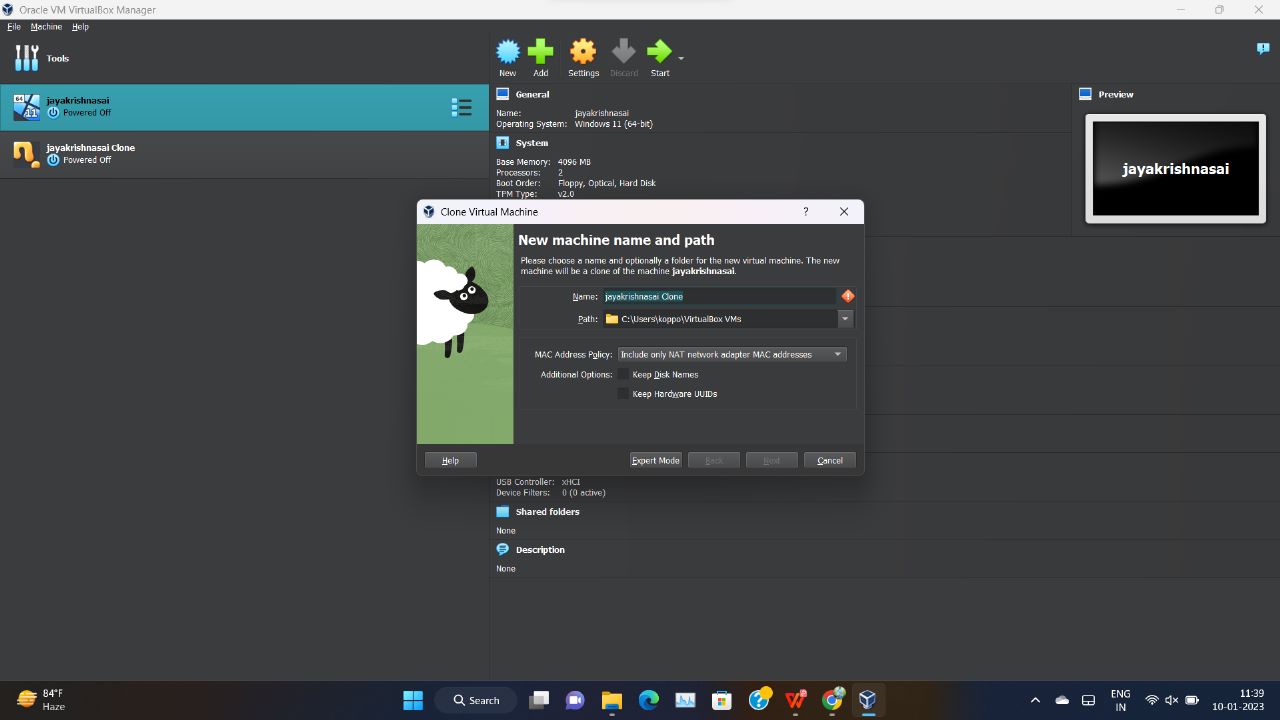 Oracle VM VirtualBox Manager
File Machine Help
Tools
New Add Settings Discard Start
64
11
jayakrishnasai
Powered Off
jayakrishnasai Clone
Powered Off
General
Name: jayakrishnasai
Operating System: Windows 11 (64-bit)
System
Base Memory: 4096 MB
Processors: 2
Boot Order: Floppy, Optical, Hard Disk
TPM Type: v2.0
Preview
jayakrishnasai
Clone Virtual Machine
?
New machine name and path
Please choose a name and optionally a folder for the new virtual machine. The new
machine will be a clone of the machine jayakrishnasai.
Name: jayakrishnasai Clone
Path: C:\Users\koppo\VirtualBox VMs
MAC Address Policy: Include only NAT network adapter MAC addresses
Additional Options: Keep Disk Names
Keep Hardware UUIDs
Help Expert Mode Back Next Cancel
USB Controller: xHCI
Device Filters: 0 (0 active)
Shared folders
None
Description
None
84°F
Haze
Search
ENG
IN
11:39
10-01-2023